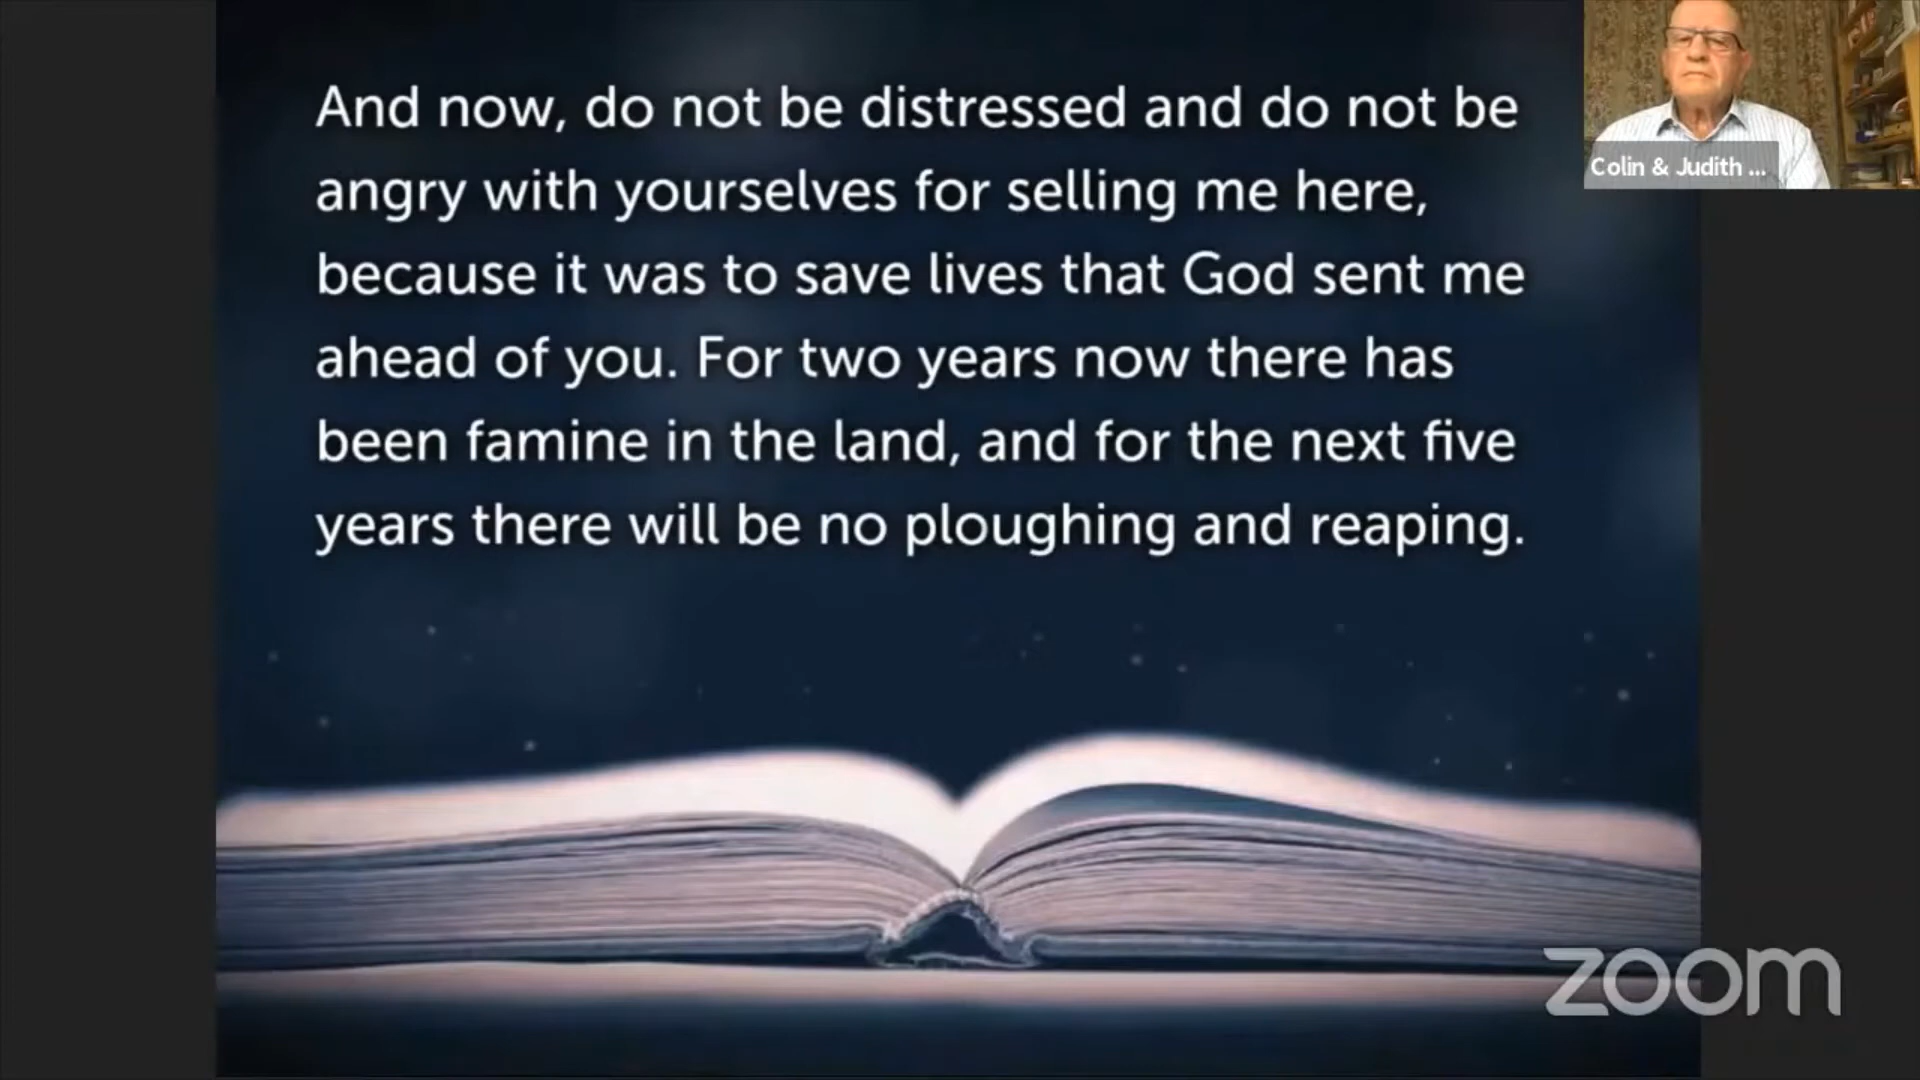 And now, do not be distressed and do not be
angry with yourselves for selling me here,
because it was to save lives that God sent me
ahead of you. For two years now there has
been famine in the land, and for the next five
years there will be no ploughing and reaping.
Colin & Judith ...
zoom